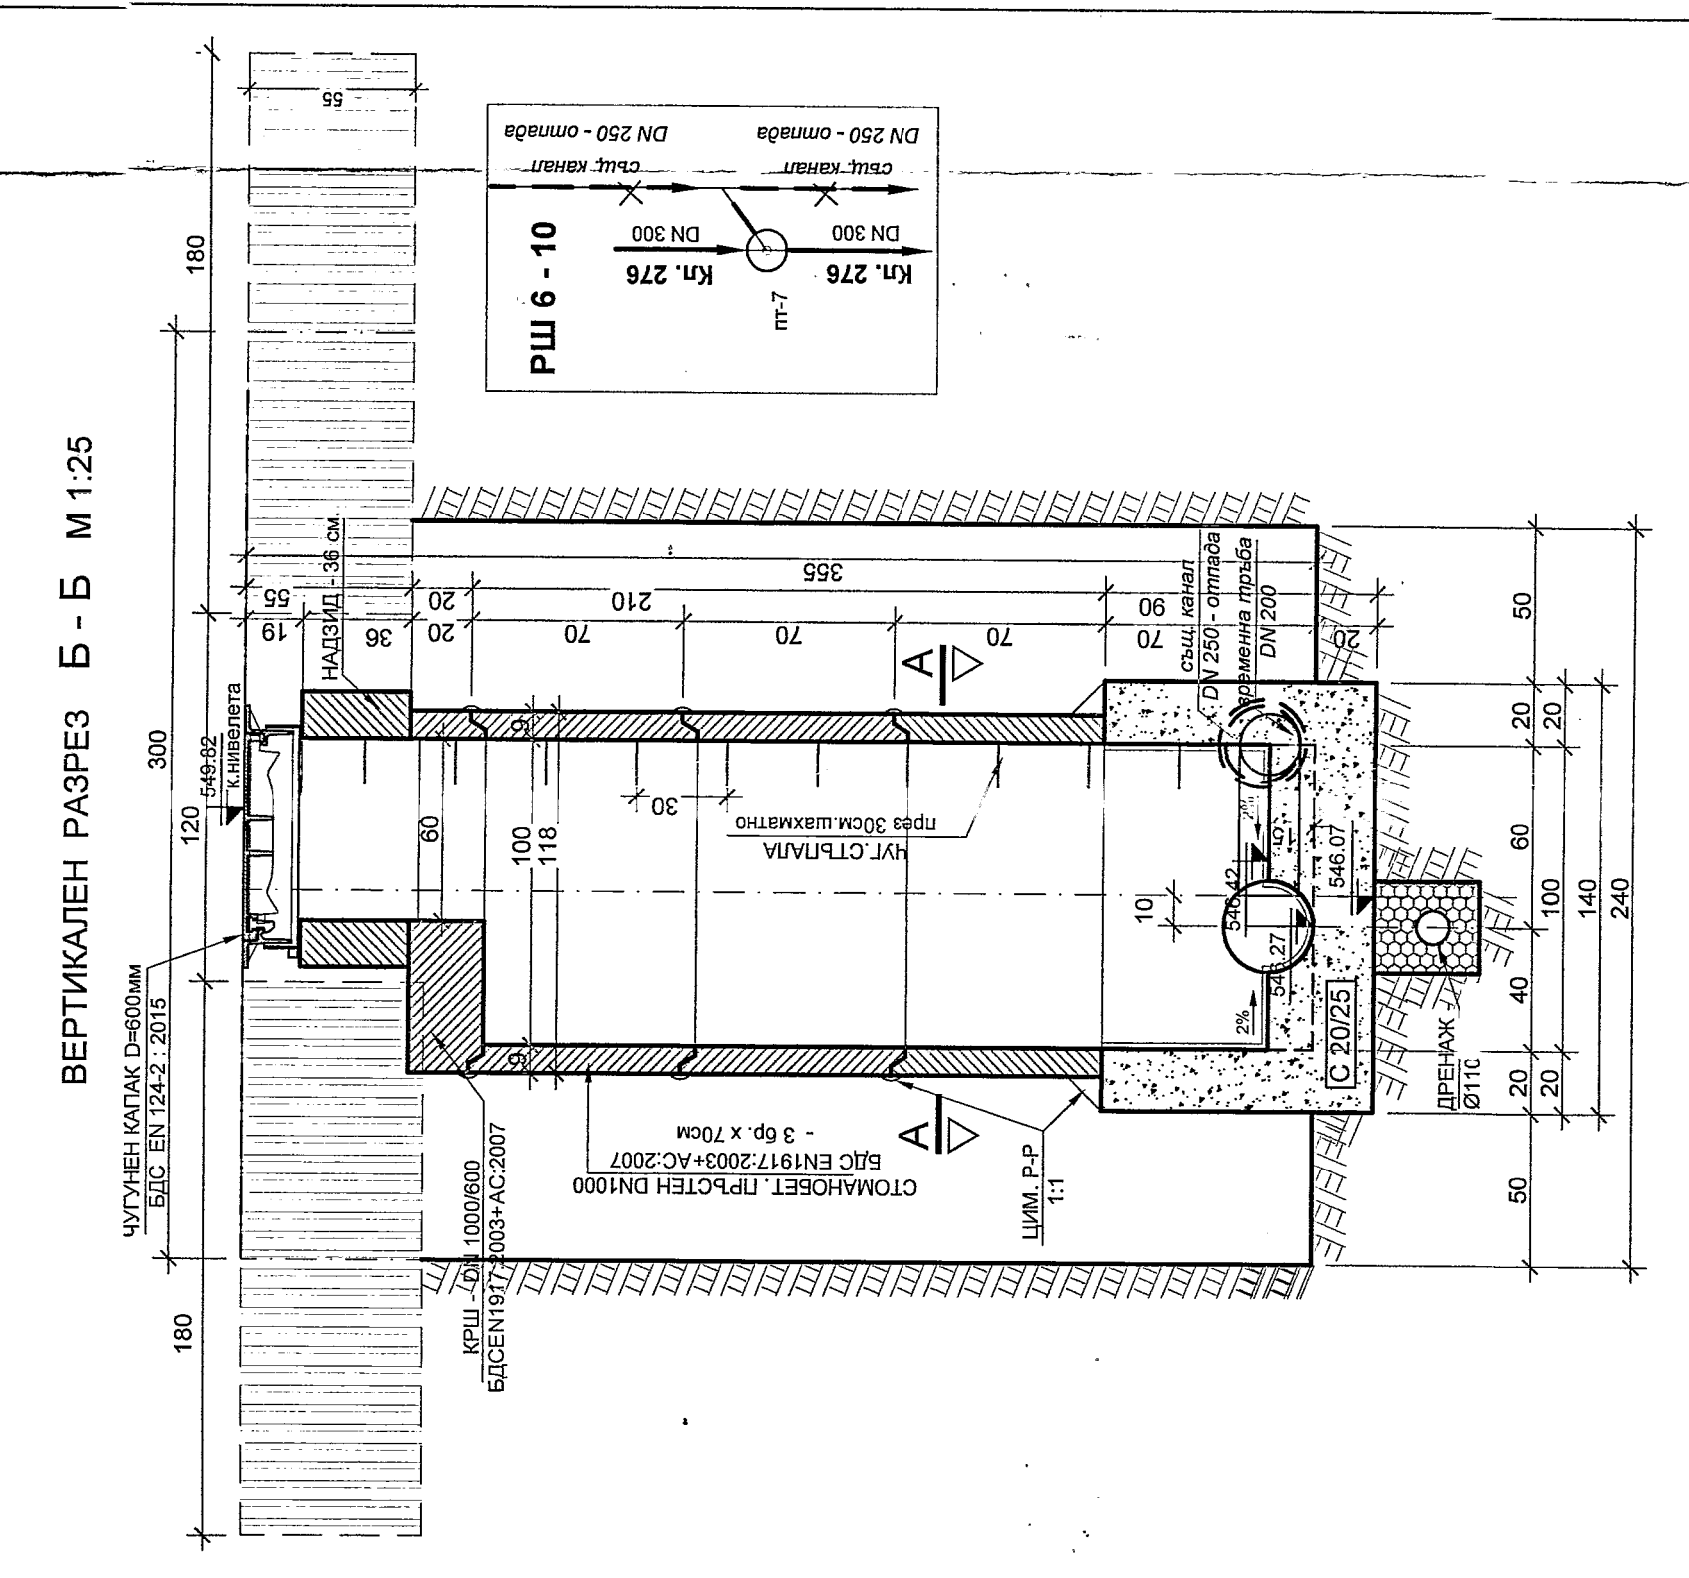 ВЕРТИКАЛЕН РАЗРЕЗ Б - Б М 1:25
180
300
120
180
55
549.82
к.нивелета
ЧУГУНЕН КАПАК D=600мм
БДС EN 124-2 : 2015
НАДЗИД - 36 см.
РШ 6 - 10
Кл. 276
DN 300
Кл. 276
DN 300
пт-7
същ. канал
DN 250 - отпада
същ. канал
DN 250 - отпада
19
36
20
70
70
70
70
20
55
20
210
90
355
60
100
118
9
9
30
ЧУГ.СТЪПАЛА
през 30см.шахматно
КРШ - DN 1000/600
БДСEN1917:2003+AC:2007
СТОМАНОБЕТ. ПРЪСТЕН DN1000
БДС EN1917:2003+AC:2007
- 3 бр. х 70см
ЦИМ. Р-Р
1:1
А
А
същ. канал
DN 250 - отпада
временна тръба
DN 200
10
546.42
546.27
546.07
2%
2%
15
С 20/25
ДРЕНАЖ -
Ø110
50
20
40
60
20
50
20
100
20
140
240